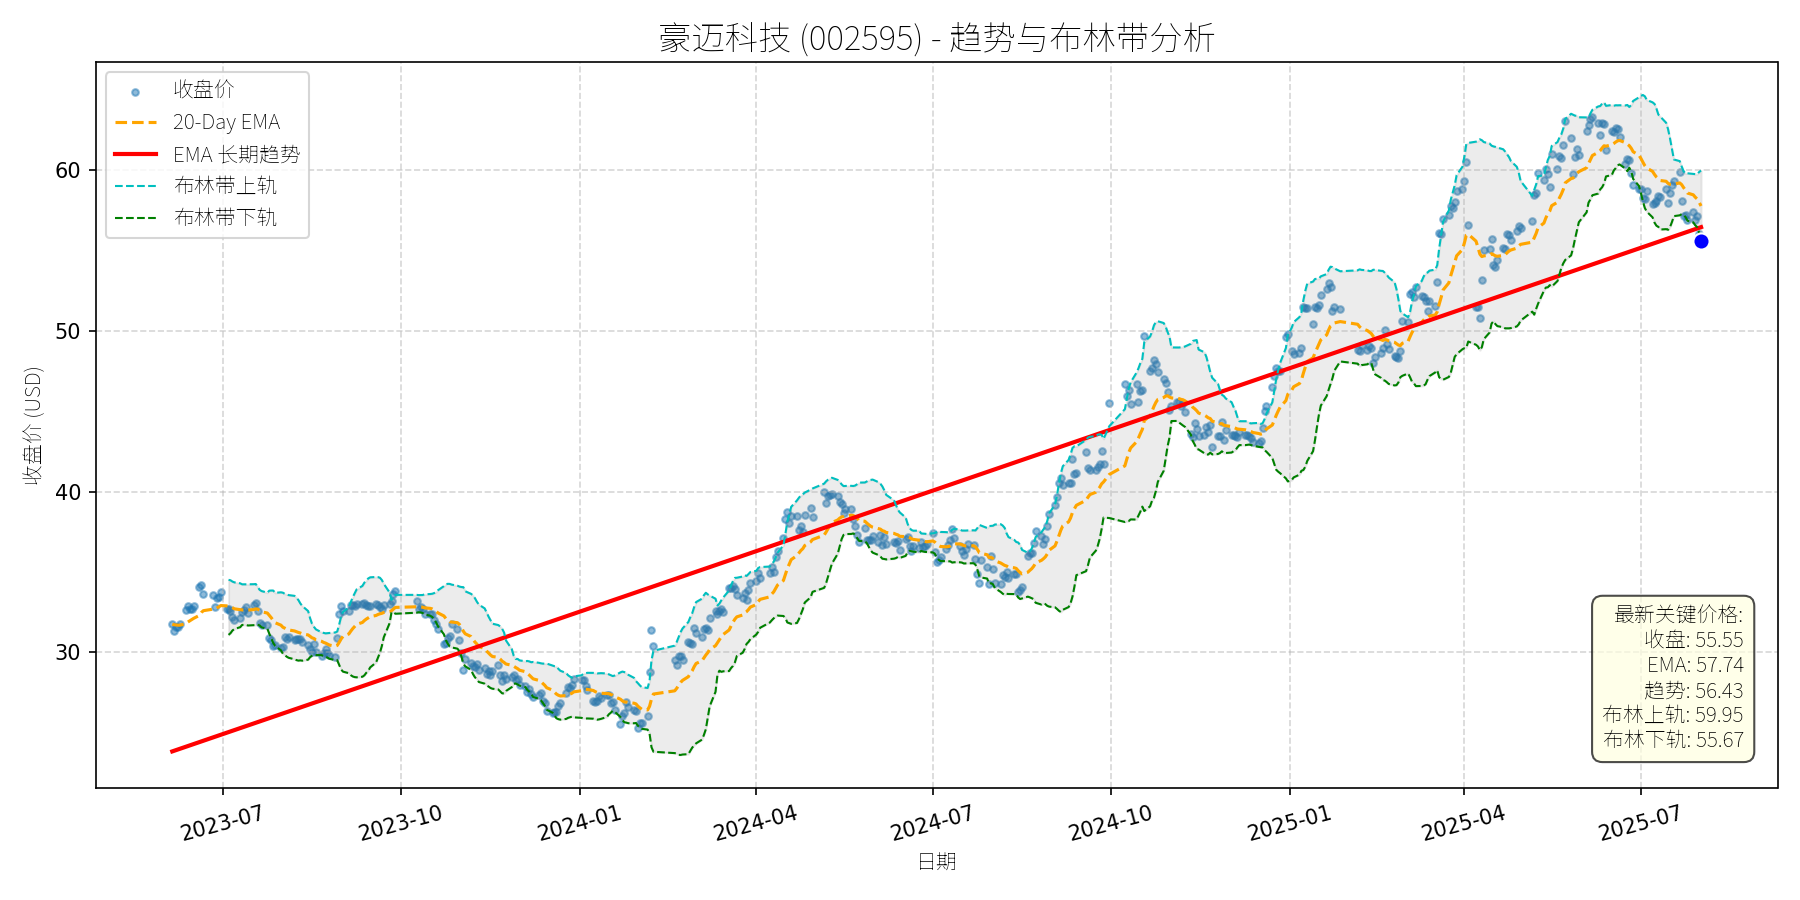 豪迈科技 (002595) - 趋势与布林带分析
收盘价
20-Day EMA
EMA 长期趋势
布林带上轨
布林带下轨
60
50
40
30
收盘价 (USD)
最新关键价格:
收盘: 55.55
EMA: 57.74
趋势: 56.43
布林上轨: 59.95
布林下轨: 55.67
2023-07
2023-10
2024-01
2024-04
2024-07
2024-10
2025-01
2025-04
2025-07
日期